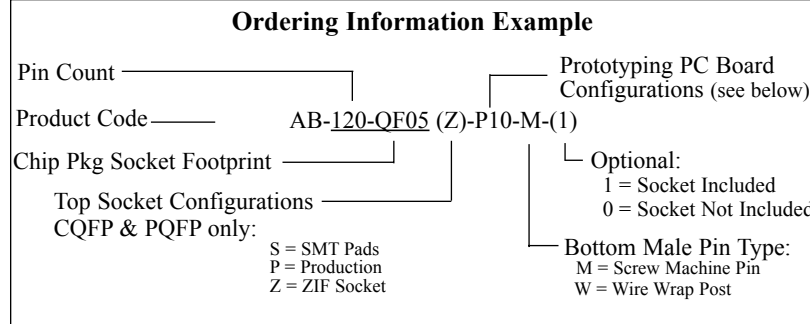 Ordering Information Example
Pin Count
Prototyping PC Board
Configurations (see below)
Product Code
AB-120-QF05 (Z)-P10-M-(1)
Chip Pkg Socket Footprint
Optional:
1 = Socket Included
0 = Socket Not Included
Top Socket Configurations
CQFP & PQFP only:
S = SMT Pads
P = Production
Z = ZIF Socket
Bottom Male Pin Type:
M = Screw Machine Pin
W = Wire Wrap Post